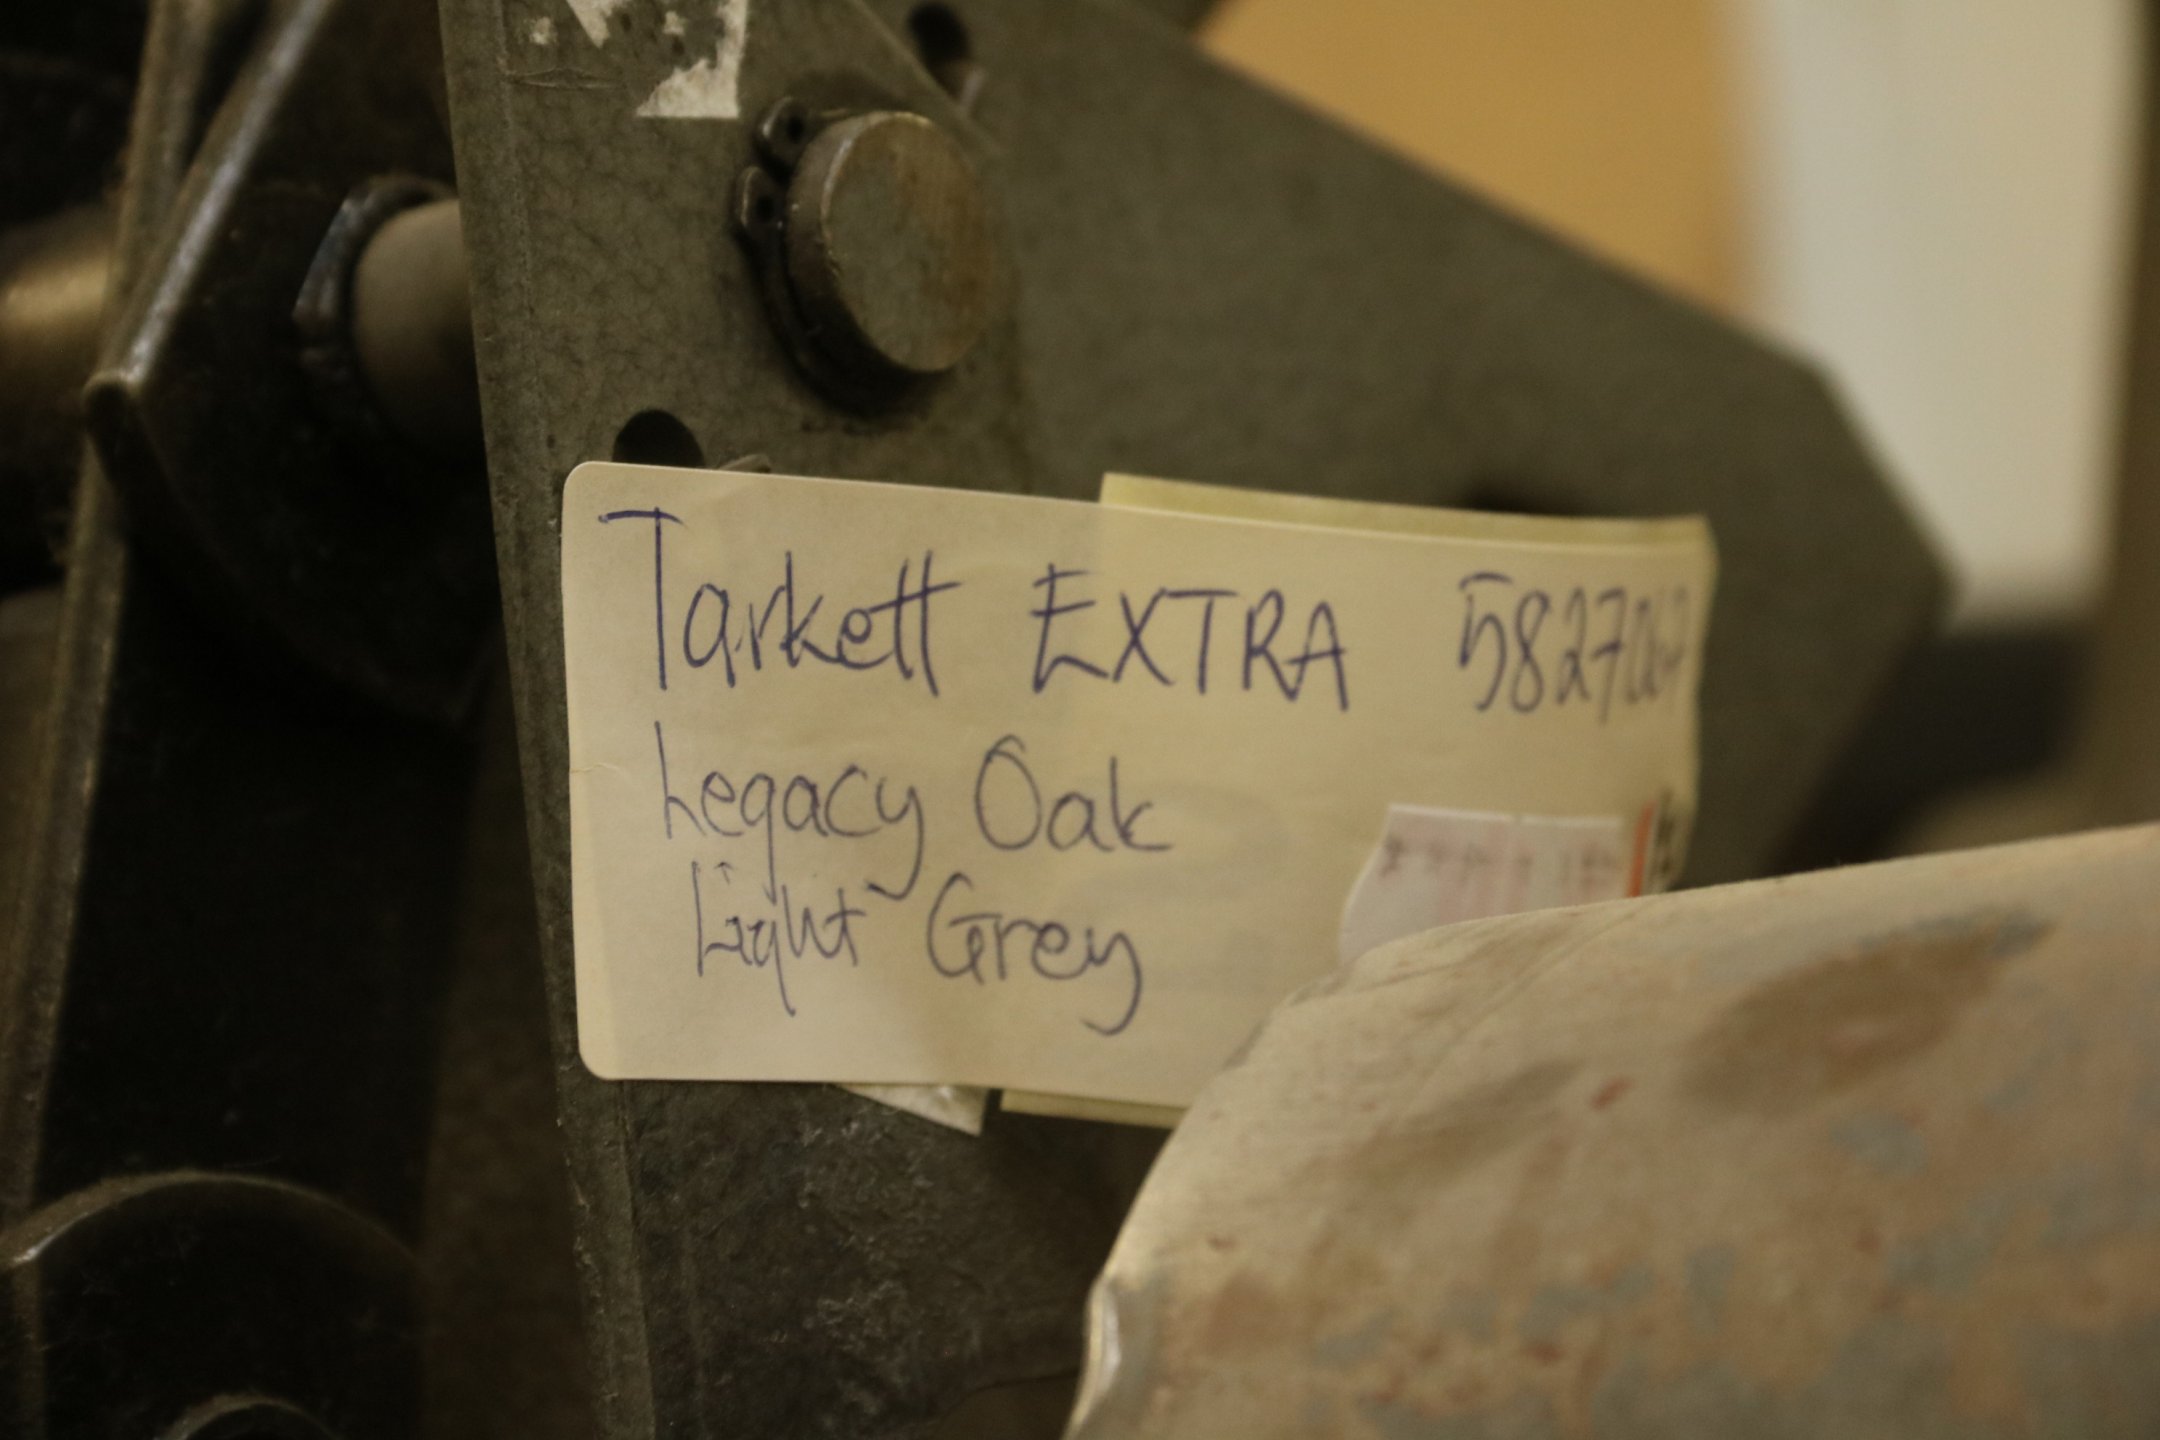 Tarkett EXTRA
Legacy Oak
Light Grey